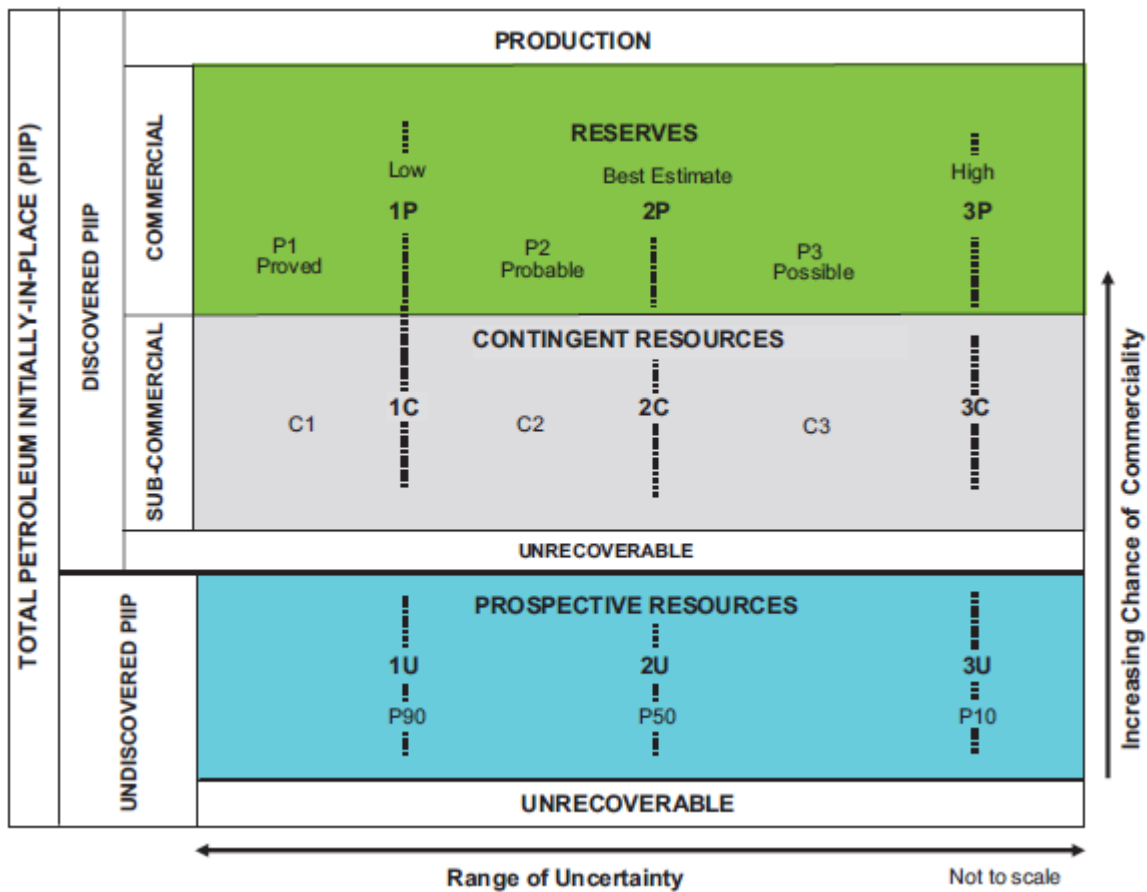 TOTAL PETROLEUM INITIALLY-IN-PLACE (PIIP)
DISCOVERED PIIP
UNDISCOVERED PIIP
COMMERCIAL
SUB-COMMERCIAL
PRODUCTION
RESERVES
Low
Best Estimate
High
1P
2P
3P
P1
Proved
P2
Probable
P3
Possible
CONTINGENT RESOURCES
1C
2C
3C
C1
C2
C3
UNRECOVERABLE
PROSPECTIVE RESOURCES
1U
2U
3U
P90
P50
P10
UNRECOVERABLE
Increasing Chance of Commerciality
Range of Uncertainty
Not to scale